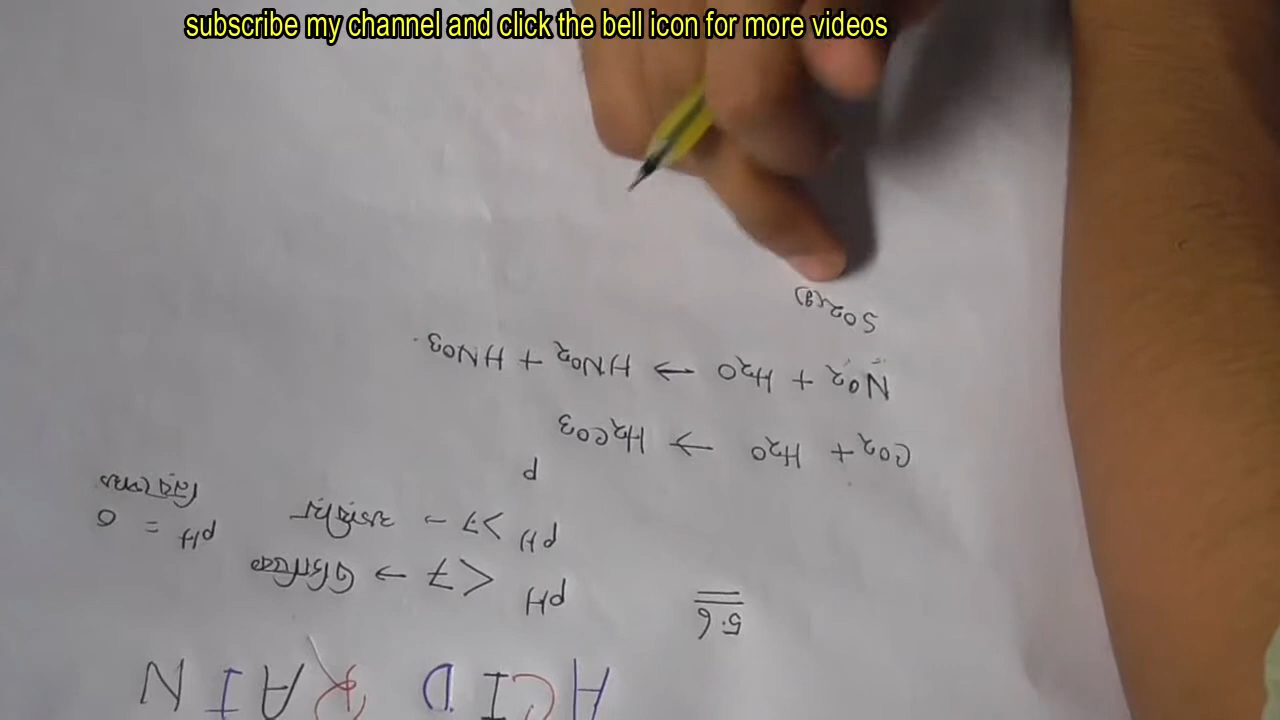 subscribe my channel and click the bell icon for more videos
ACID RAIN
5.6
pH <7 →
pH >7 –
pH = 0
p
CO2 + H2O → H2CO3
NO2 + H2O → HNO2 + HNO3.
SO2(g)